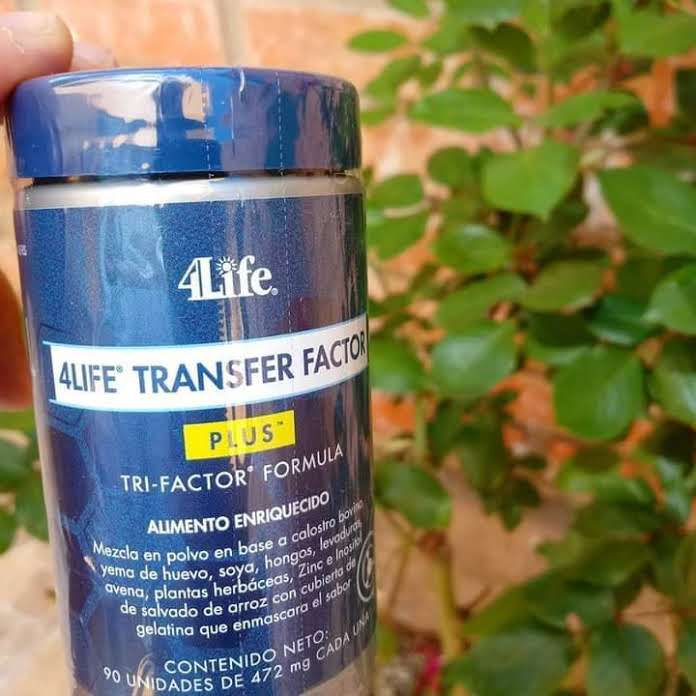 4Life®
4LIFE® TRANSFER FACTOR
PLUS™
TRI-FACTOR® FORMULA
ALIMENTO ENRIQUECIDO
Mezcla en polvo en base a calostro bovino,
yema de huevo, soya, hongos, levaduras,
avena, plantas herbáceas, Zinc e Inositol
de salvado de arroz con cubierta de
gelatina que enmascara el sabor
CONTENIDO NETO:
90 UNIDADES DE 472 mg CADA UNA